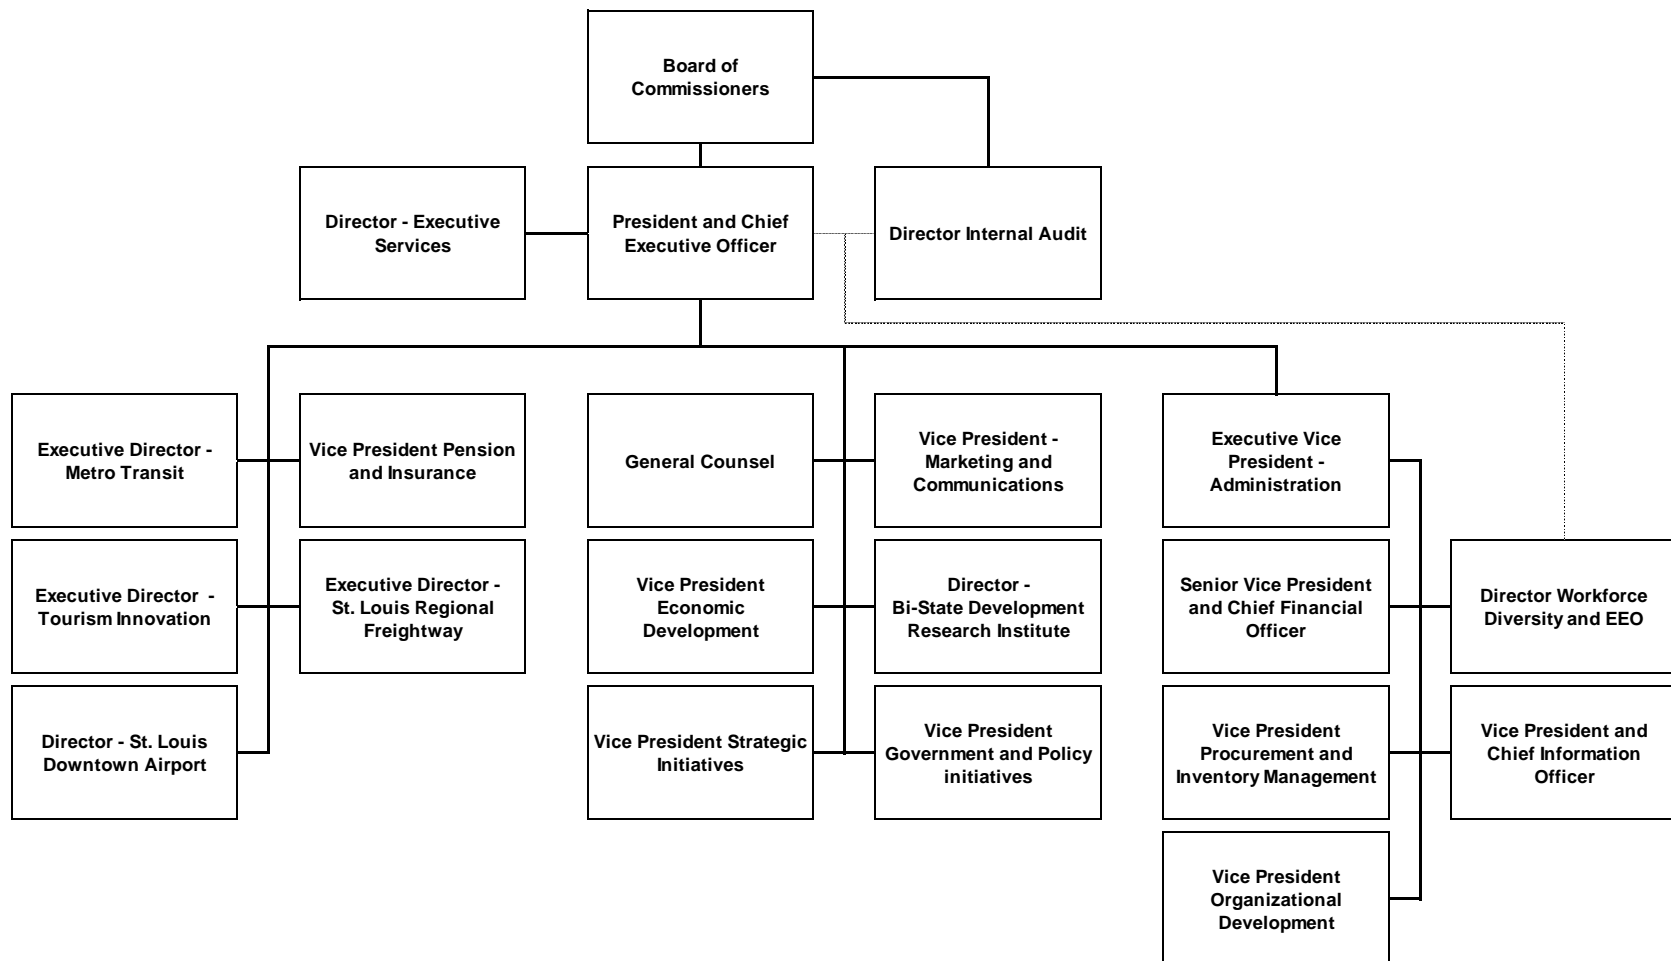 Board of
Commissioners
Director - Executive
Services
President and Chief
Executive Officer
Director Internal Audit
Executive Director -
Metro Transit
Vice President Pension
and Insurance
General Counsel
Vice President -
Marketing and
Communications
Executive Vice
President -
Administration
Executive Director  -
Tourism Innovation
Executive Director -
St. Louis Regional
Freightway
Vice President
Economic
Development
Director -
Bi-State Development
Research Institute
Senior Vice President
and Chief Financial
Officer
Director Workforce
Diversity and EEO
Director - St. Louis
Downtown Airport
Vice President Strategic
Initiatives
Vice President
Government and Policy
initiatives
Vice President
Procurement and
Inventory Management
Vice President and
Chief Information
Officer
Vice President
Organizational
Development